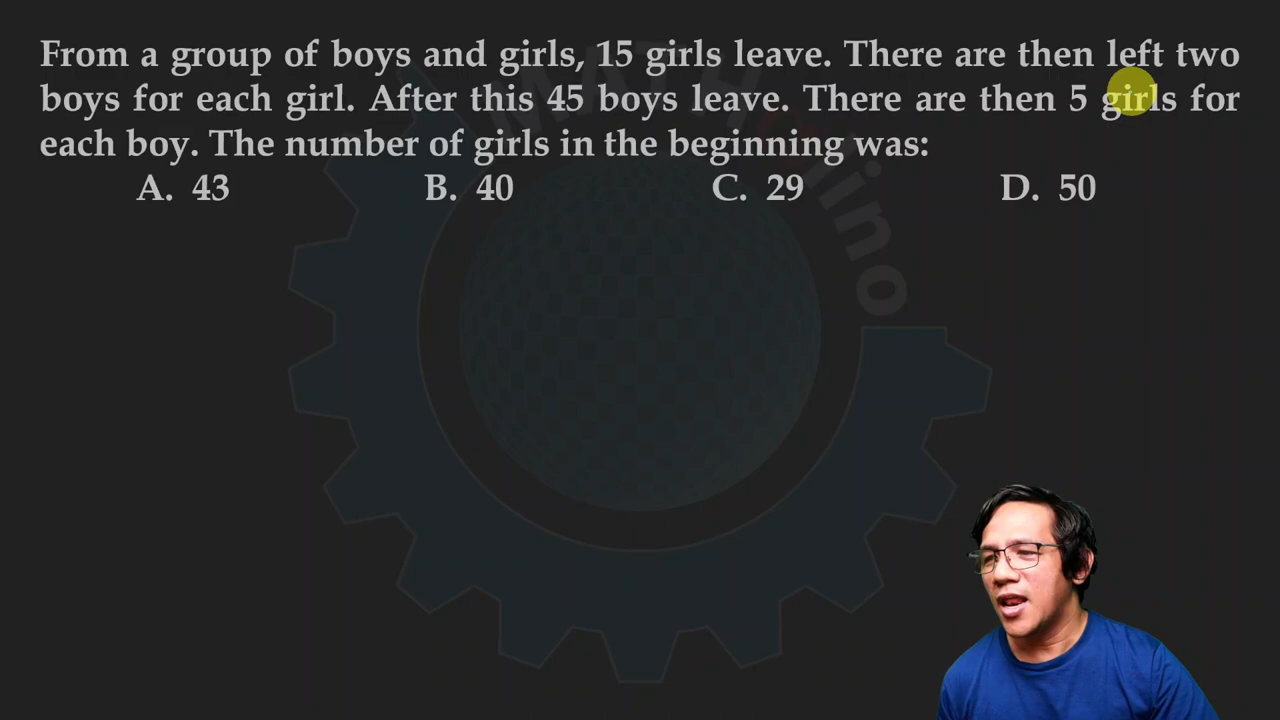 From a group of boys and girls, 15 girls leave. There are then left two
boys for each girl. After this 45 boys leave. There are then 5 girls for
each boy. The number of girls in the beginning was:
A. 43 B. 40 C. 29 D. 50
MATHolino